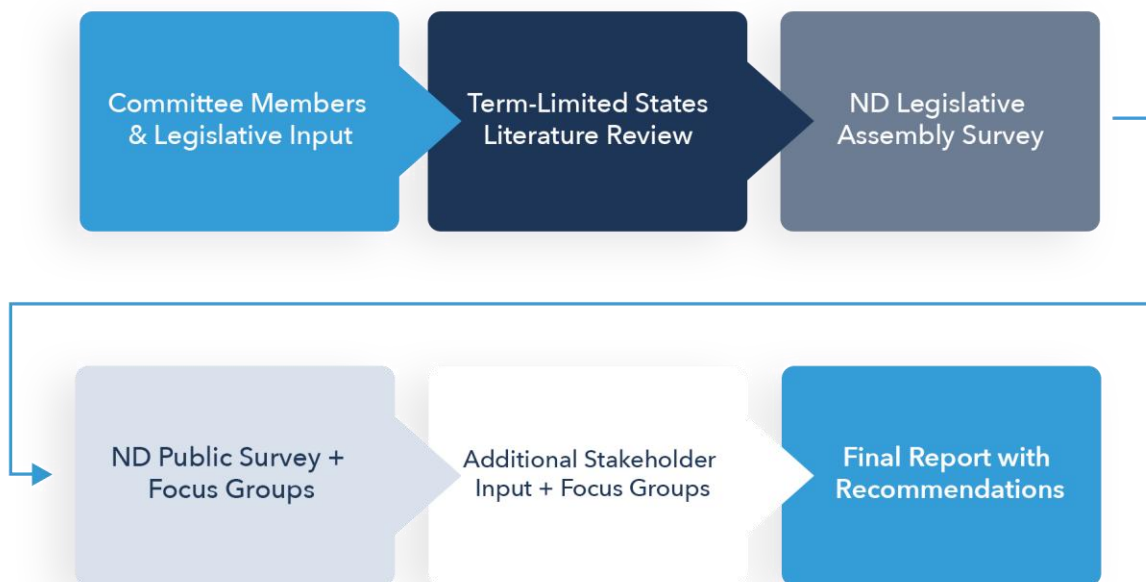 Committee Members
& Legislative Input
Term-Limited States
Literature Review
ND Legislative
Assembly Survey
ND Public Survey +
Focus Groups
Additional Stakeholder
Input + Focus Groups
Final Report with
Recommendations